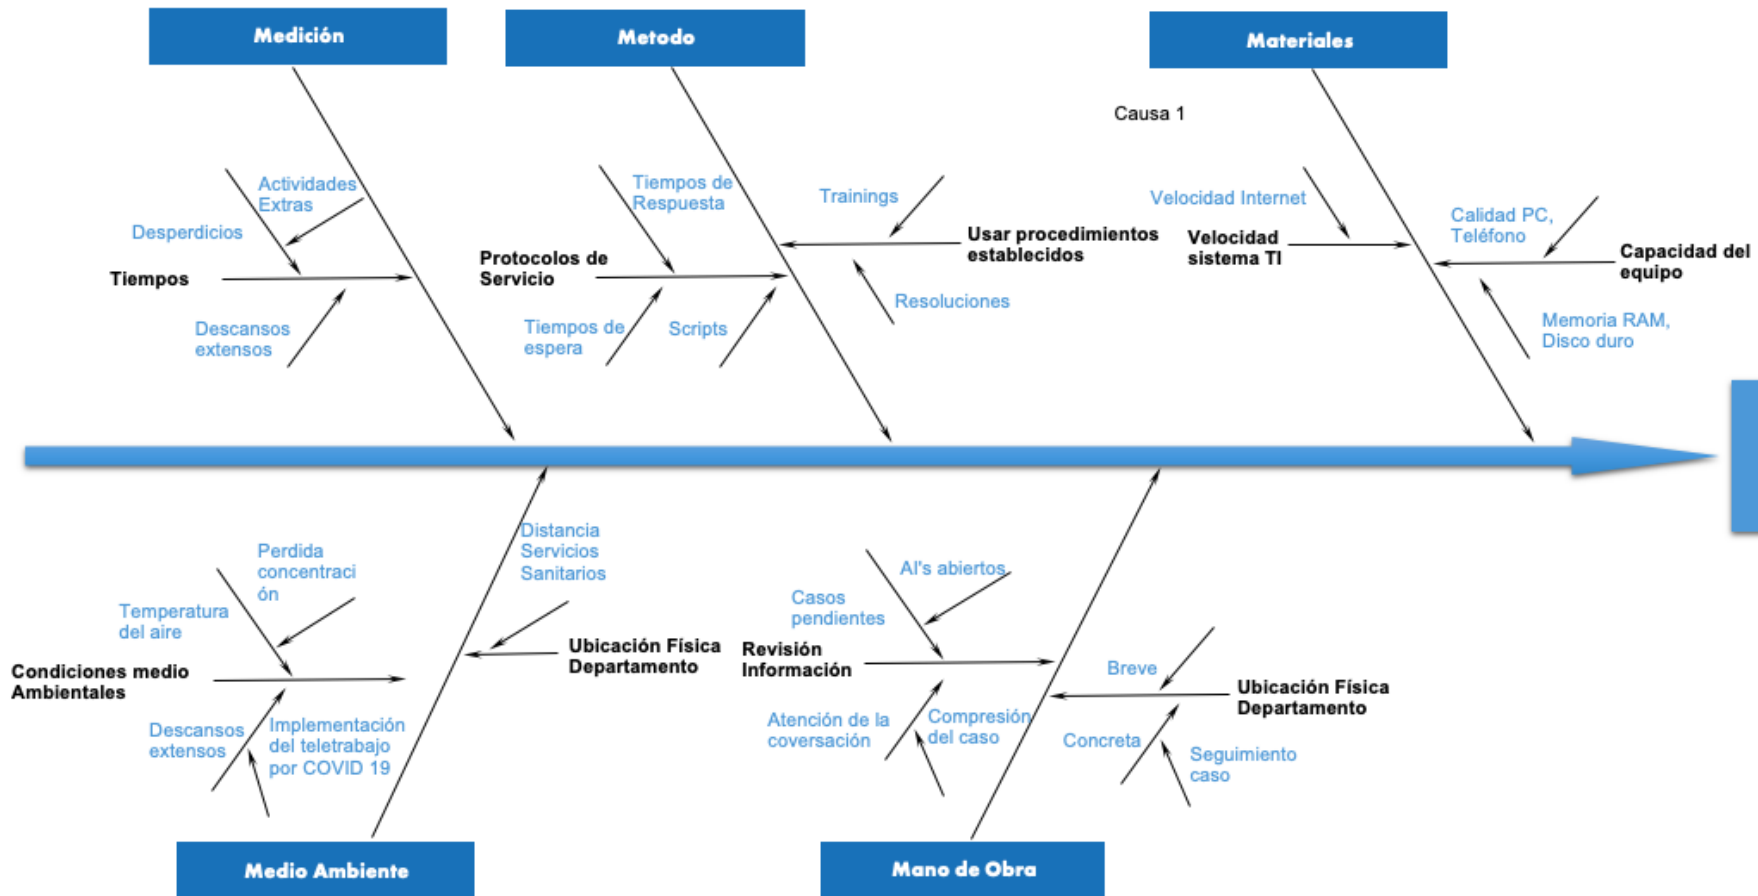 Medición
Metodo
Materiales
Causa 1
Actividades
Extras
Desperdicios
Tiempos
Descansos
extensos
Tiempos de
Respuesta
Protocolos de
Servicio
Tiempos de
espera
Scripts
Trainings
Usar procedimientos
establecidos
Resoluciones
Velocidad Internet
Velocidad
sistema TI
Calidad PC,
Teléfono
Capacidad del
equipo
Memoria RAM,
Disco duro
Perdida
concentraci
ón
Temperatura
del aire
Condiciones medio
Ambientales
Descansos
extensos
Implementación
del teletrabajo
por COVID 19
Distancia
Servicios
Sanitarios
Ubicación Física
Departamento
AI's abiertos
Casos
pendientes
Revisión
Información
Atención de la
coversación
Compresión
del caso
Breve
Ubicación Física
Departamento
Concreta
Seguimiento
caso
Medio Ambiente
Mano de Obra